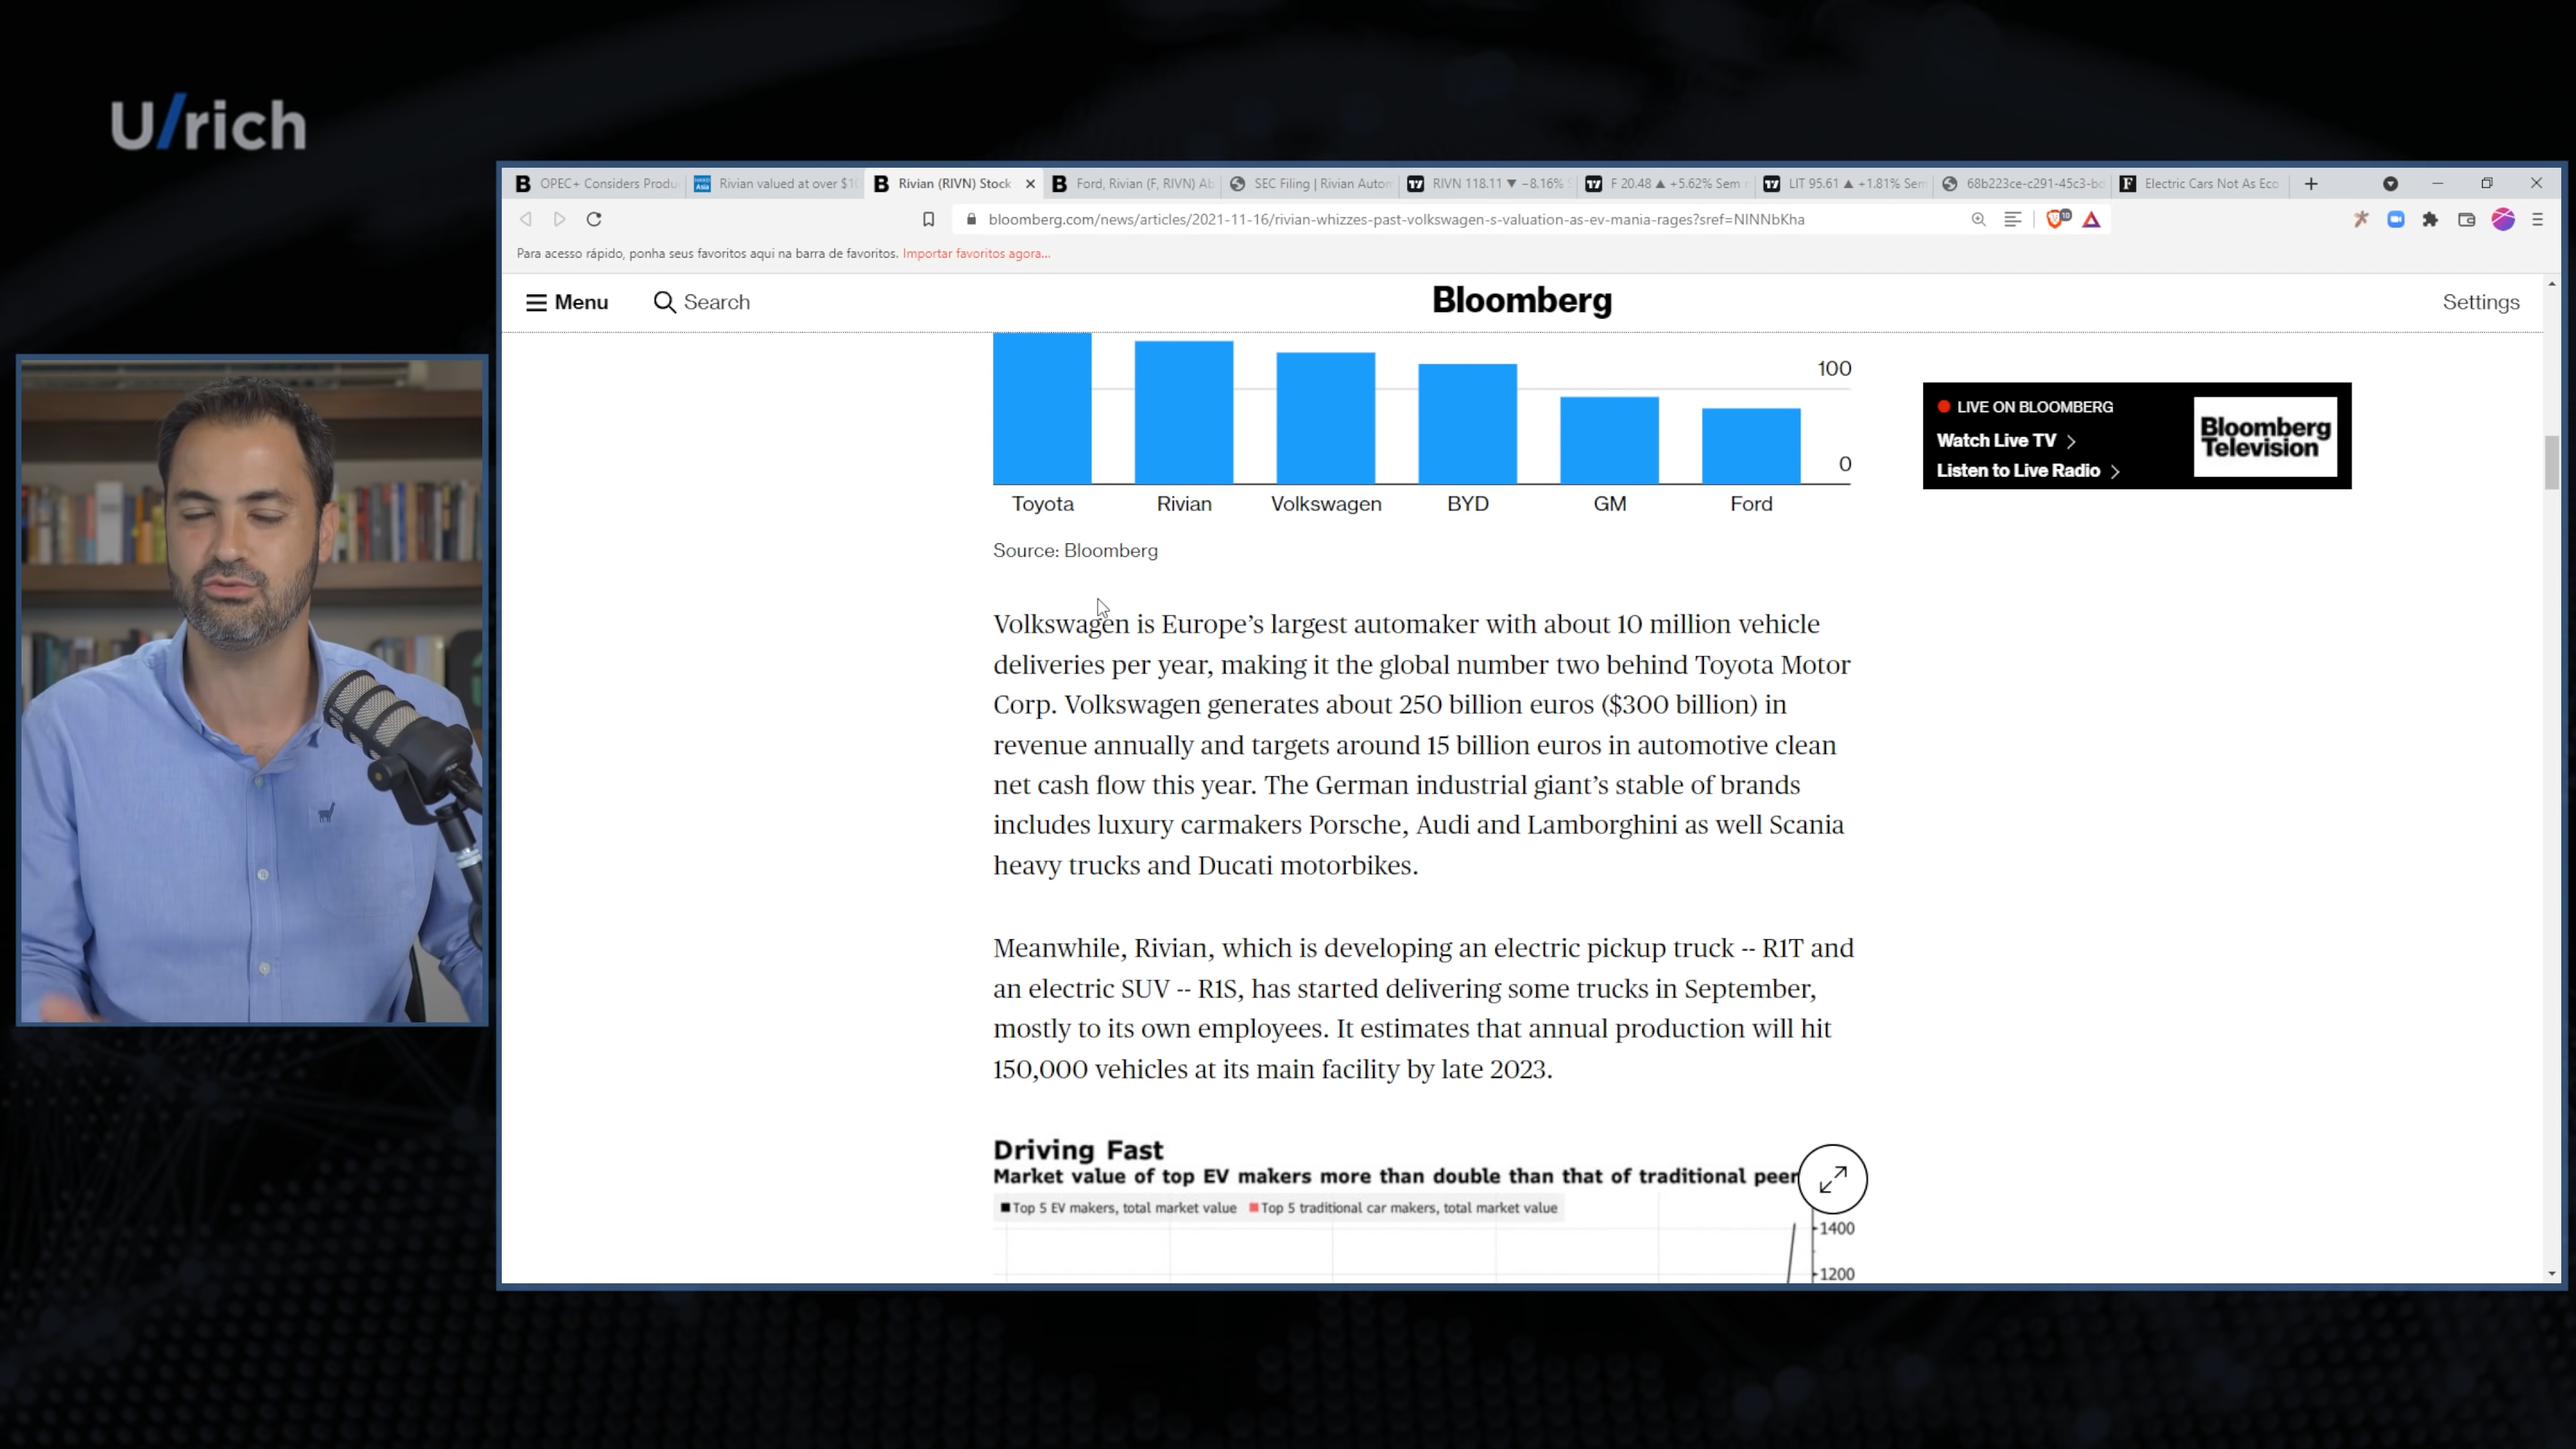 U/rich
OPEC+ Considers Produ
Rivian valued at over $1
Rivian (RIVN) Stock
Ford, Rivian (F, RIVN) Ab
SEC Filing | Rivian Autom
RIVN 118.11 ▼ −8.16%
F 20.48 ▲ +5.62% Sem
LIT 95.61 ▲ +1.81% Sem
68b223ce-c291-45c3-bd
Electric Cars Not As Eco
bloomberg.com/news/articles/2021-11-16/rivian-whizzes-past-volkswagen-s-valuation-as-ev-mania-rages?sref=NINNbKha
10
Para acesso rápido, ponha seus favoritos aqui na barra de favoritos. Importar favoritos agora...
Menu
Search
Bloomberg
Settings
100
0
Toyota Rivian Volkswagen BYD GM Ford
Source: Bloomberg
LIVE ON BLOOMBERG
Watch Live TV
Listen to Live Radio
Bloomberg
Television
Volkswagen is Europe’s largest automaker with about 10 million vehicle
deliveries per year, making it the global number two behind Toyota Motor
Corp. Volkswagen generates about 250 billion euros ($300 billion) in
revenue annually and targets around 15 billion euros in automotive clean
net cash flow this year. The German industrial giant’s stable of brands
includes luxury carmakers Porsche, Audi and Lamborghini as well Scania
heavy trucks and Ducati motorbikes.
Meanwhile, Rivian, which is developing an electric pickup truck -- R1T and
an electric SUV -- R1S, has started delivering some trucks in September,
mostly to its own employees. It estimates that annual production will hit
150,000 vehicles at its main facility by late 2023.
Driving Fast
Market value of top EV makers more than double than that of traditional peer
Top 5 EV makers, total market value Top 5 traditional car makers, total market value
1400
1200